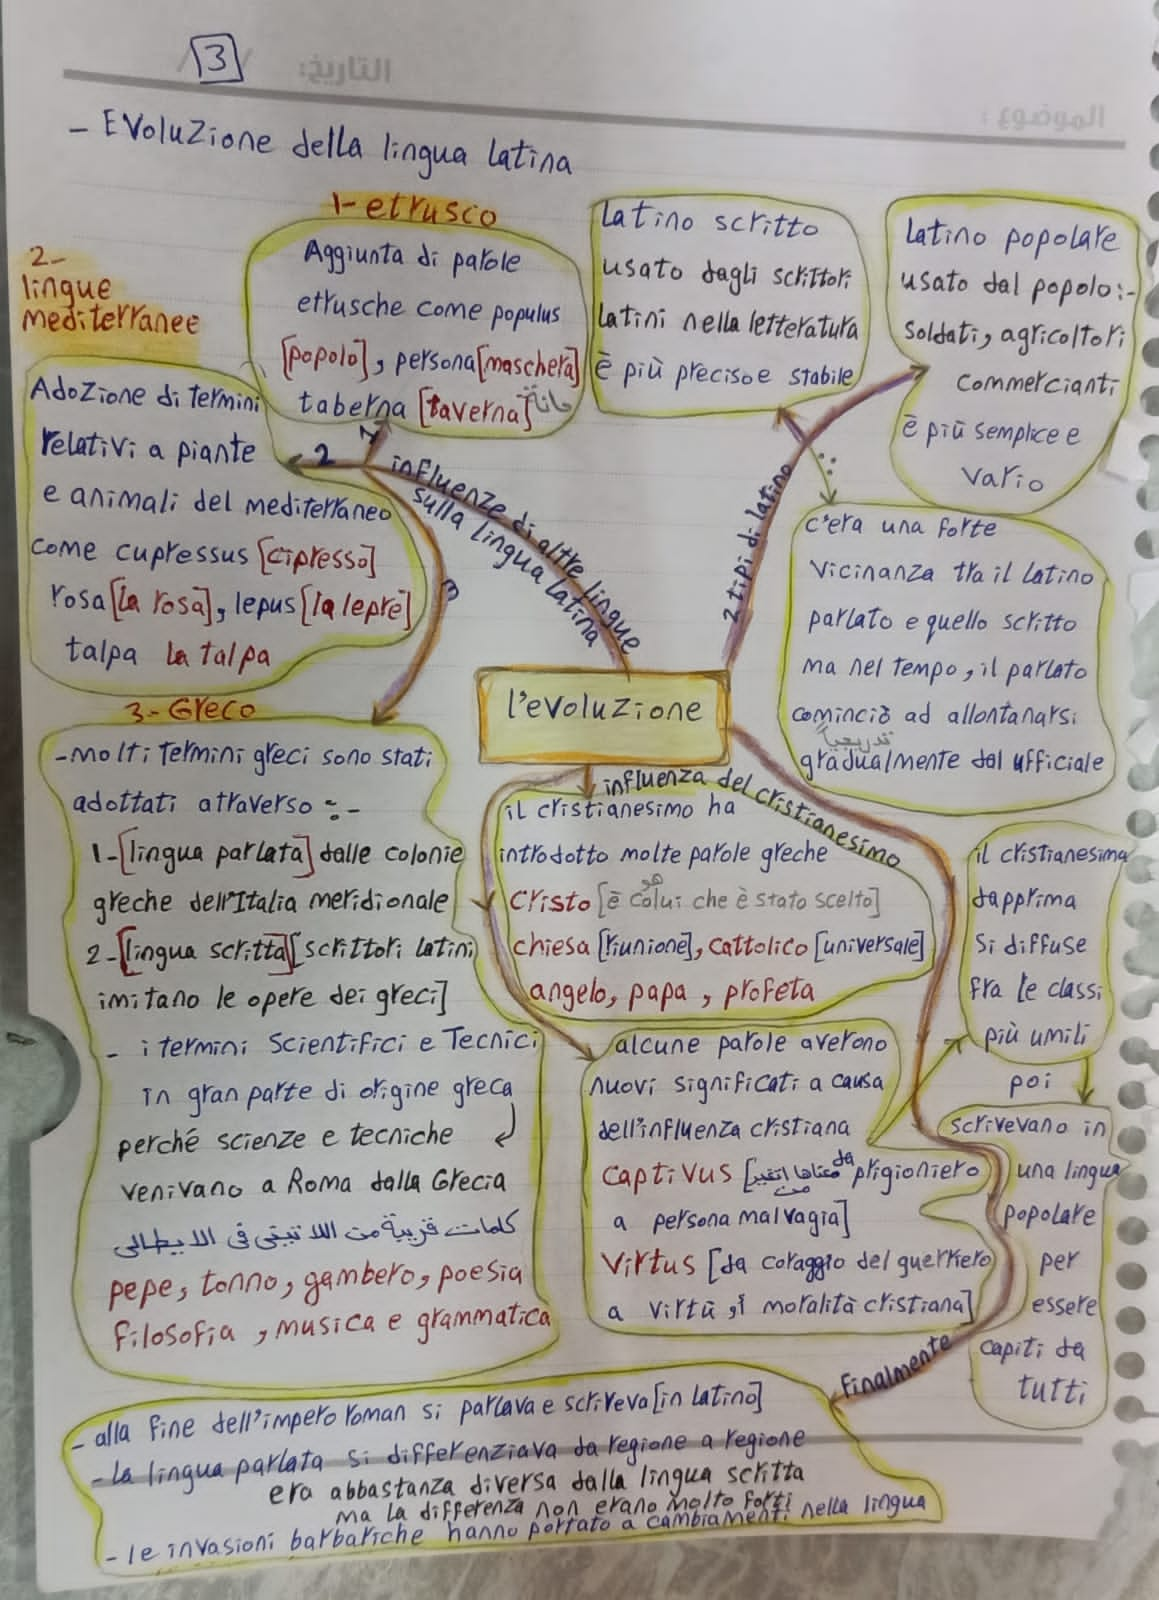 3
التاريخ:
الموضوع :
- Evoluzione della lingua latina
1- etrusco
Aggiunta di parole
etrusche come populus
[popolo], persona [maschera]
taberna [taverna] حانة
2-
lingue
mediterranee
Adozione di termini
relativi a piante
e animali del mediterraneo
come cupressus [cipresso]
rosa [la rosa], lepus [la lepre]
talpa la talpa
latino scritto
usato dagli scrittori
latini nella letteratura
è più preciso e stabile
latino popolare
usato dal popolo:-
soldati, agricoltori
commercianti
è più semplice e
vario
c'era una forte
vicinanza tra il latino
parlato e quello scritto
ma nel tempo, il parlato
cominciò ad allontanarsi
تدريجياً
gradualmente dal ufficiale
1
2
3
influenze di altre lingue
sulla lingua latina
2 tipi di latino
l'evoluzione
3- Greco
- molti termini greci sono stati
adottati atraverso :-
1- [lingua parlata] dalle colonie
greche dell'Italia meridionale
2- [lingua scritta] [scrittori latini
imitano le opere dei greci]
- i termini scientifici e tecnici
in gran parte di origine greca
perché scienze e tecniche
venivano a Roma dalla Grecia
كلمات قريبة من اللاتينى فى الايطالى
pepe, tonno, gambero, poesia
filosofia, musica e grammatica
influenza del cristianesimo
il cristianesimo ha
introdotto molte parole greche
هو
cristo [è colui che è stato scelto]
chiesa [riunione], cattolico [universale]
angelo, papa, profeta
alcune parole averono
nuovi significati a causa
dell'influenza cristiana
captivus [معناها اتغير من da prigioniero
a persona malvagia]
virtus [da coraggio del guerriero
a virtù, moralità cristiana]
il cristianesima
dapprima
si diffuse
fra le classi
più umili
poi
scrivevano in
una lingua
popolare
per
essere
capiti da
tutti
finalmente
- alla fine dell'impero roman si parlava e scriveva [in latino]
- la lingua parlata si differenziava da regione a regione
era abbastanza diversa dalla lingua scritta
ma la differenza non erano molto forti
- le invasioni barbariche hanno portato a cambiamenti nella lingua